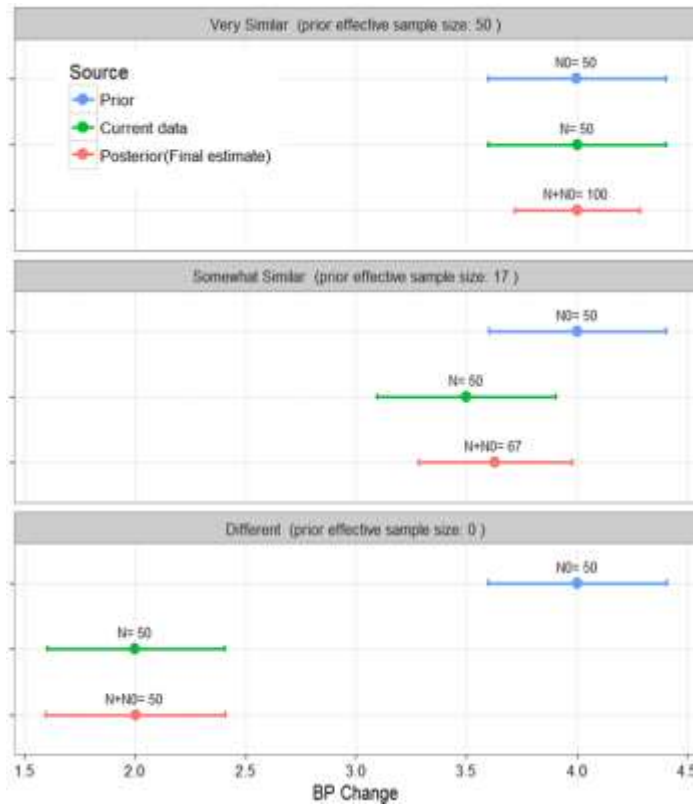 Very Similar (prior effective sample size: 50 )
Source
Prior
Current data
Posterior(Final estimate)
N0= 50
N= 50
N+N0= 100
Somewhat Similar (prior effective sample size: 17 )
N0= 50
N= 50
N+N0= 67
Different (prior effective sample size: 0 )
N0= 50
N= 50
N+N0= 50
1.5 2.0 2.5 3.0 3.5 4.0 4.5
BP Change